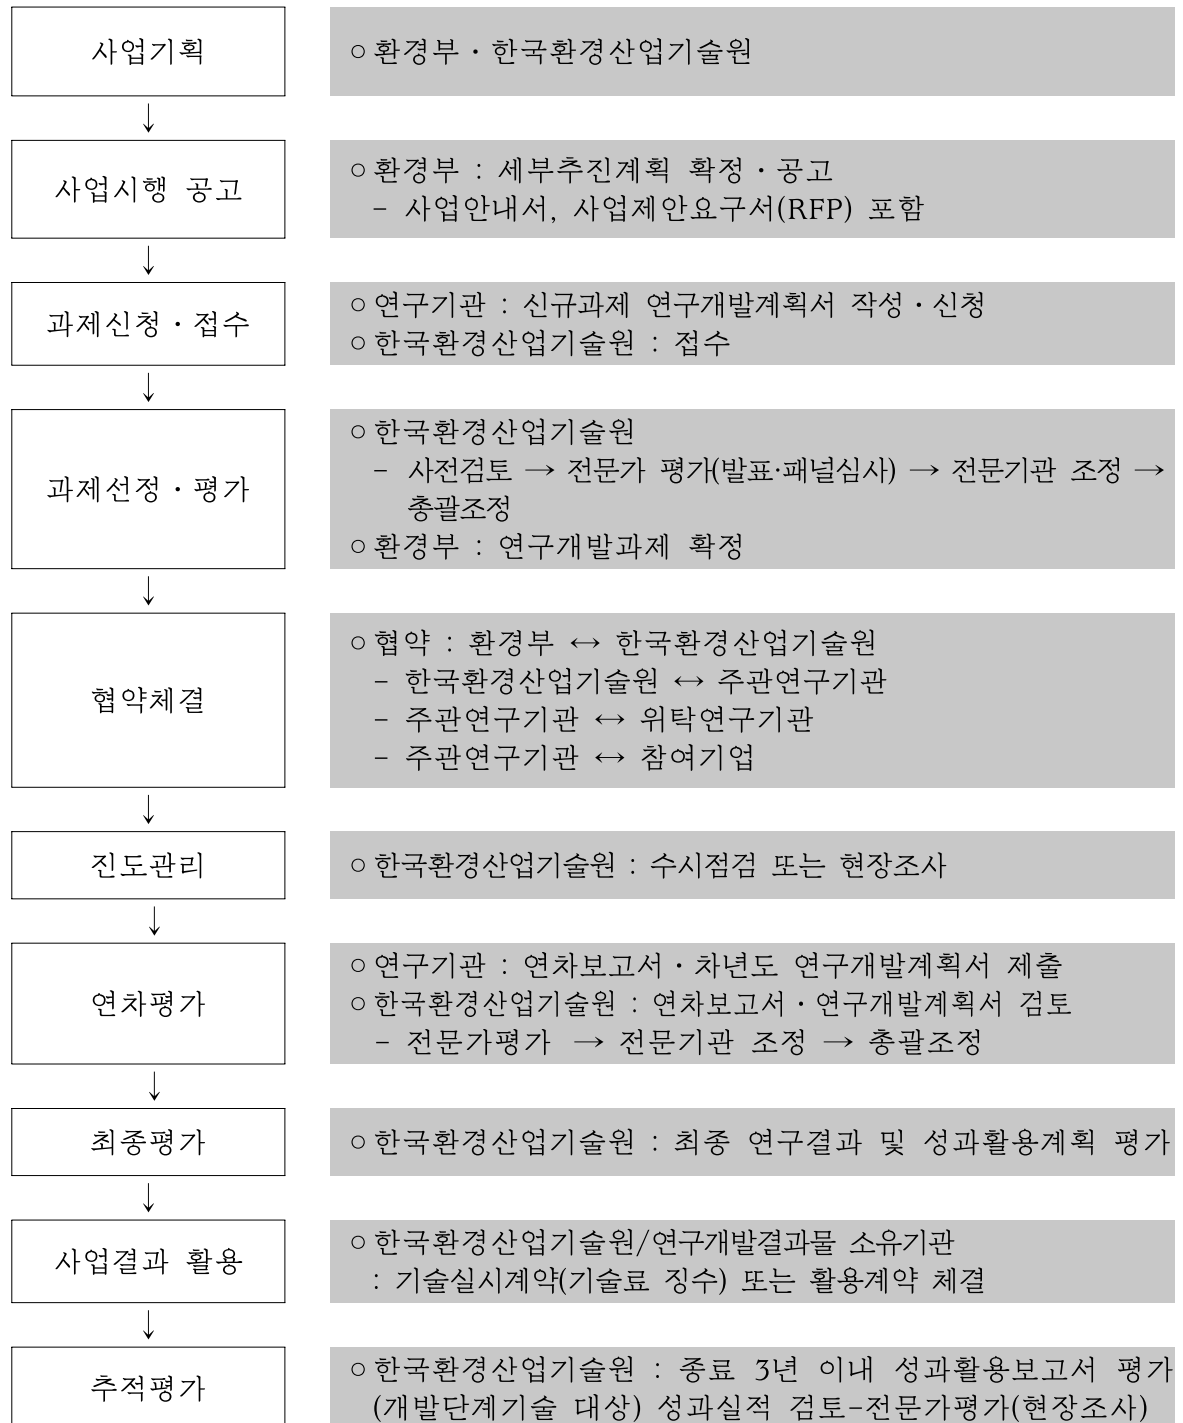 사업기획
○ 환경부・한국환경산업기술원
↓
사업시행 공고
○ 환경부 : 세부추진계획 확정・공고
- 사업안내서, 사업제안요구서(RFP) 포함
↓
과제신청・접수
○ 연구기관 : 신규과제 연구개발계획서 작성・신청
○ 한국환경산업기술원 : 접수
↓
과제선정・평가
○ 한국환경산업기술원
- 사전검토 → 전문가 평가(발표·패널심사) → 전문기관 조정 →
총괄조정
○ 환경부 : 연구개발과제 확정
↓
협약체결
○ 협약 : 환경부 ↔ 한국환경산업기술원
- 한국환경산업기술원 ↔ 주관연구기관
- 주관연구기관 ↔ 위탁연구기관
- 주관연구기관 ↔ 참여기업
↓
진도관리
○ 한국환경산업기술원 : 수시점검 또는 현장조사
↓
연차평가
○ 연구기관 : 연차보고서・차년도 연구개발계획서 제출
○ 한국환경산업기술원 : 연차보고서・연구개발계획서 검토
- 전문가평가 → 전문기관 조정 → 총괄조정
↓
최종평가
○ 한국환경산업기술원 : 최종 연구결과 및 성과활용계획 평가
↓
사업결과 활용
○ 한국환경산업기술원/연구개발결과물 소유기관
: 기술실시계약(기술료 징수) 또는 활용계약 체결
↓
추적평가
○ 한국환경산업기술원 : 종료 3년 이내 성과활용보고서 평가
(개발단계기술 대상) 성과실적 검토-전문가평가(현장조사)